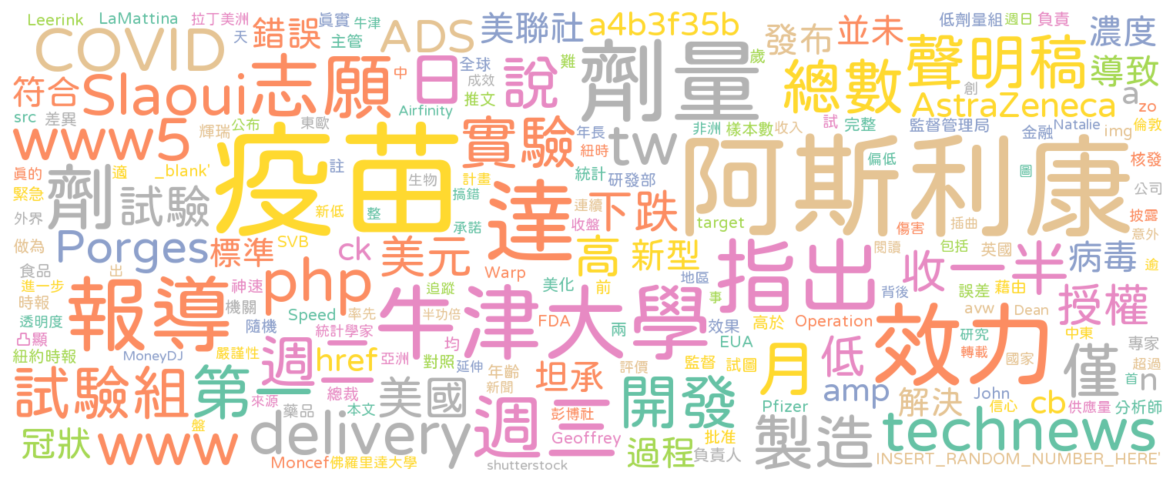 Leerink LaMattina 拉丁美洲 眞實 牛津 天 主管
COVID 錯誤 ADS 美聯社 a4b3f35b 發布 並未 低劑量組 週日 負責 濃度
符合 Slaoui 志願 日 說 劑量 歲 總數 聲明稿 導致
全球 中 成效 難 推文 Airfinity 創 AstraZeneca a zo
src 差異 www5 輝瑞 公布 東歐 實驗 年長 紐時 tw 非洲 樣本數 收入 試 完整 監督管理局 金融 Natalie img 倫敦
眞的 _blank' 適 註 疫苗 生物 計畫 搞錯 統計 研發部 阿斯利康 偏低 圖 核發
緊急 劑 試驗 新低 整 承諾 達 連續 收盤 下跌 target 傷害 插曲 公司 披露
外界 做為 Porges 標準 SVB ck 美元 高 新型 指出 閱讀 包括 英國 收 一半 病毒 意外 逾
食品 進一步 神速 php Warp 美化 前 地區 事 背後 誤差 藉由 授權
時報 報導 機關 追蹤 牛津大學 效力 avw Dean
透明度 凸顯 隨機 Speed 率先 半功倍 統計學家 FDA 兩 效果 高於 Operation 中東 研究 轉載 專家
紐約時報 MoneyDJ 嚴謹性 週二 href 亞洲 對照 均 延伸 EUA 月 低 國家 僅 超過 首 n
試驗組 第一 來源 總裁 美國 年齡 新聞 坦承 評價 監督 試圖 開發 Pfizer amp 解決 John 信心 cb 供應量 分析師
冠狀 www 藥品 本文 盤 出 delivery 週三 彭博社 Geoffrey 過程 批准 負責人 製造 technews
Moncef 佛羅里達大學 shutterstock INSERT_RANDOM_NUMBER_HERE'